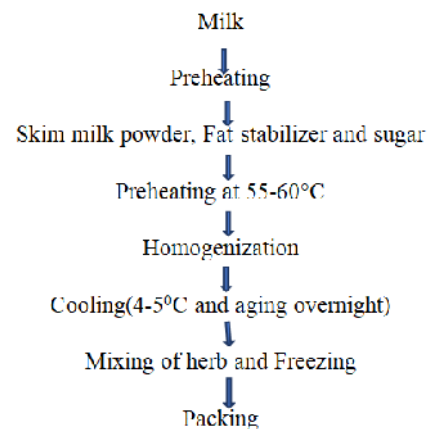 Milk
Preheating
Skim milk powder, Fat stabilizer and sugar
Preheating at 55-60°C
Homogenization
Cooling(4-5⁰C and aging overnight)
Mixing of herb and Freezing
Packing